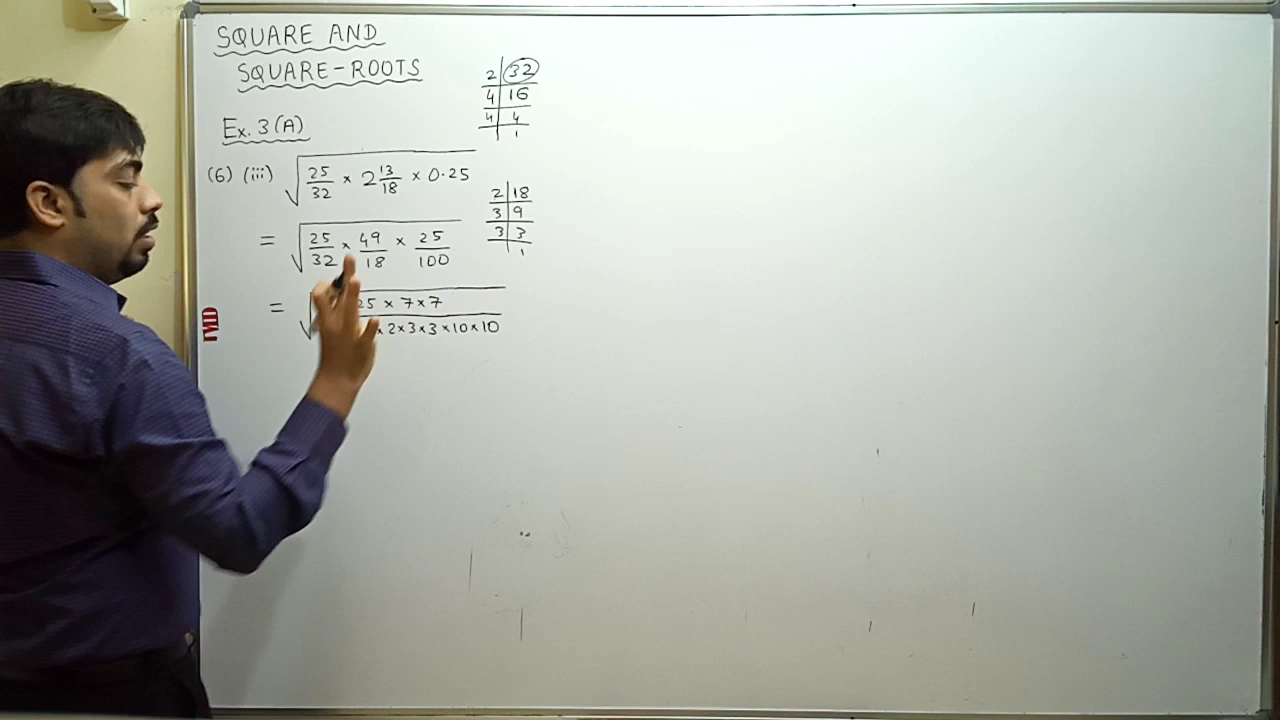 SQUARE AND
SQUARE-ROOTS
Ex. 3(A)
(6) (iii) √(25/32 × 2 13/18 × 0.25)
= √(25/32 × 49/18 × 25/100)
= √(25 × 7 × 7 / × 2 × 3 × 3 × 10 × 10)
2 | 32
4 | 16
4 | 4
1
2 | 18
3 | 9
3 | 3
1
TMD